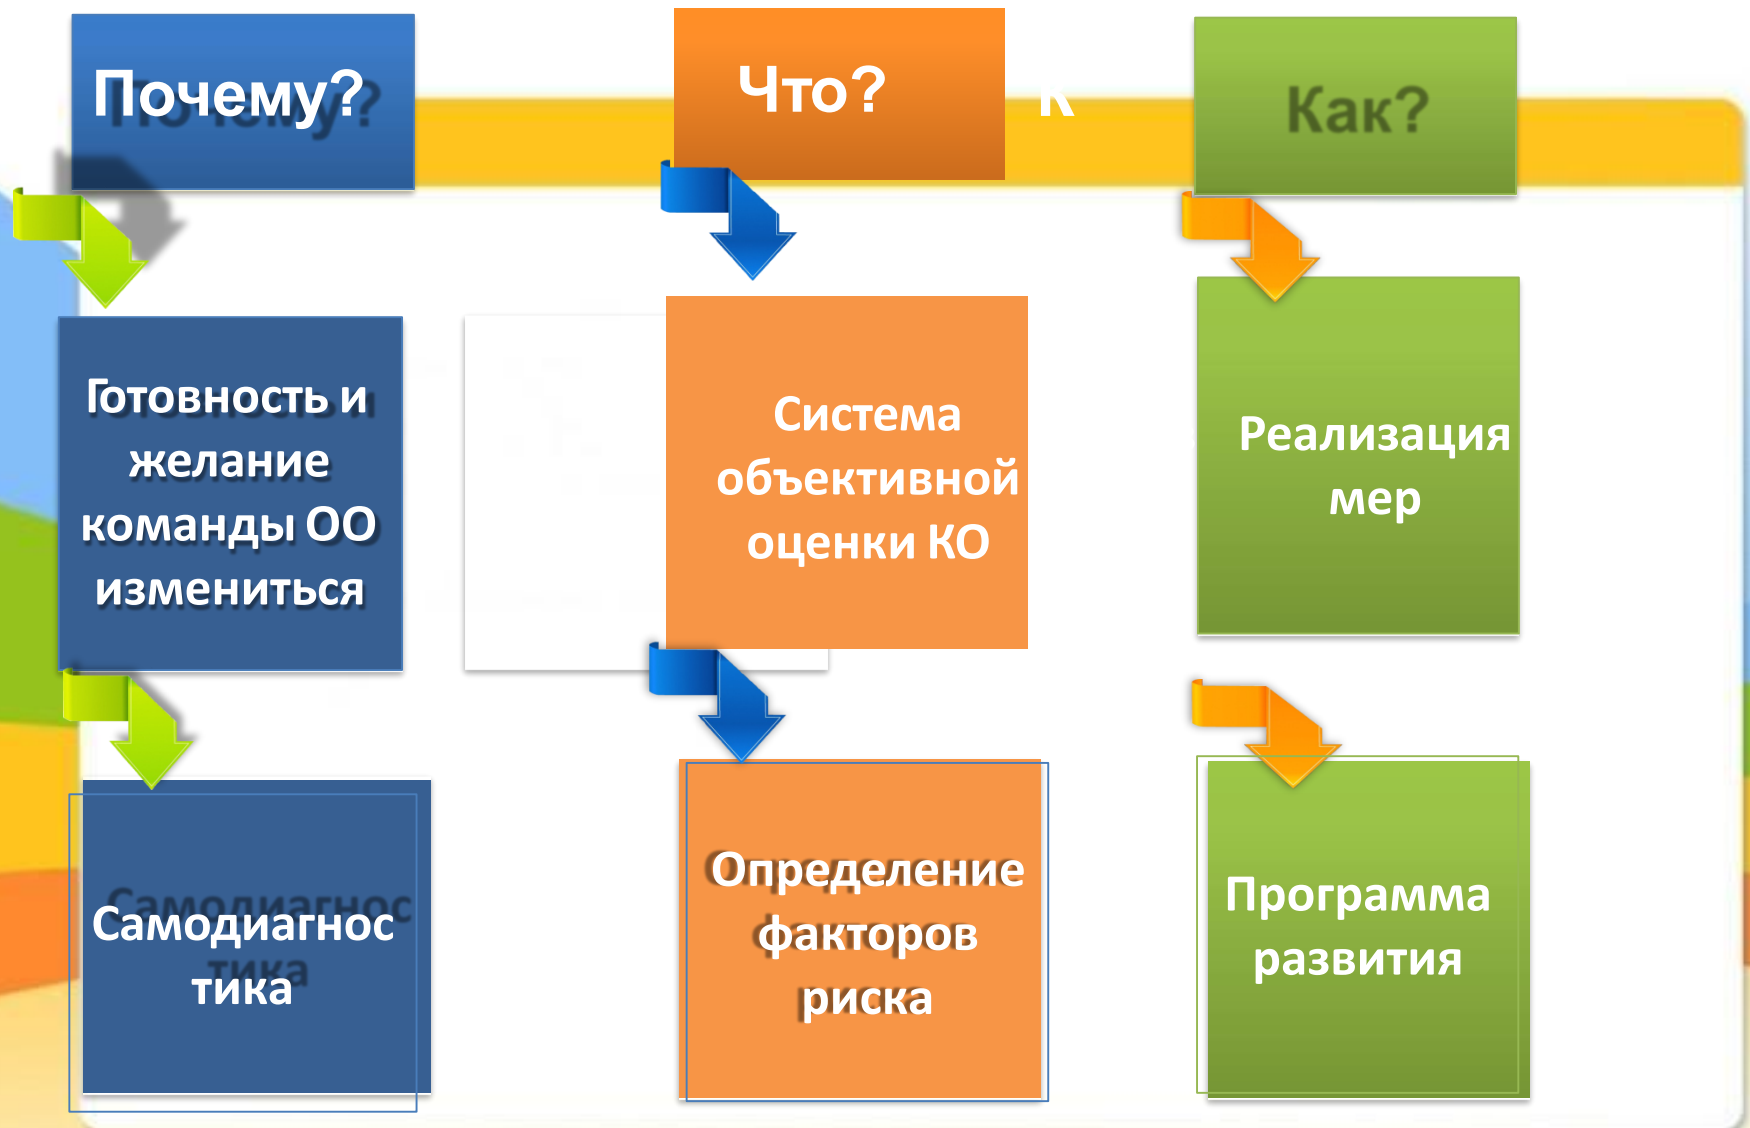 Почему?
Что?
К
Как?
Готовность и
желание
команды ОО
измениться
Система
объективной
оценки КО
Реализация
мер
Самодиагнос
тика
Определение
факторов
риска
Программа
развития